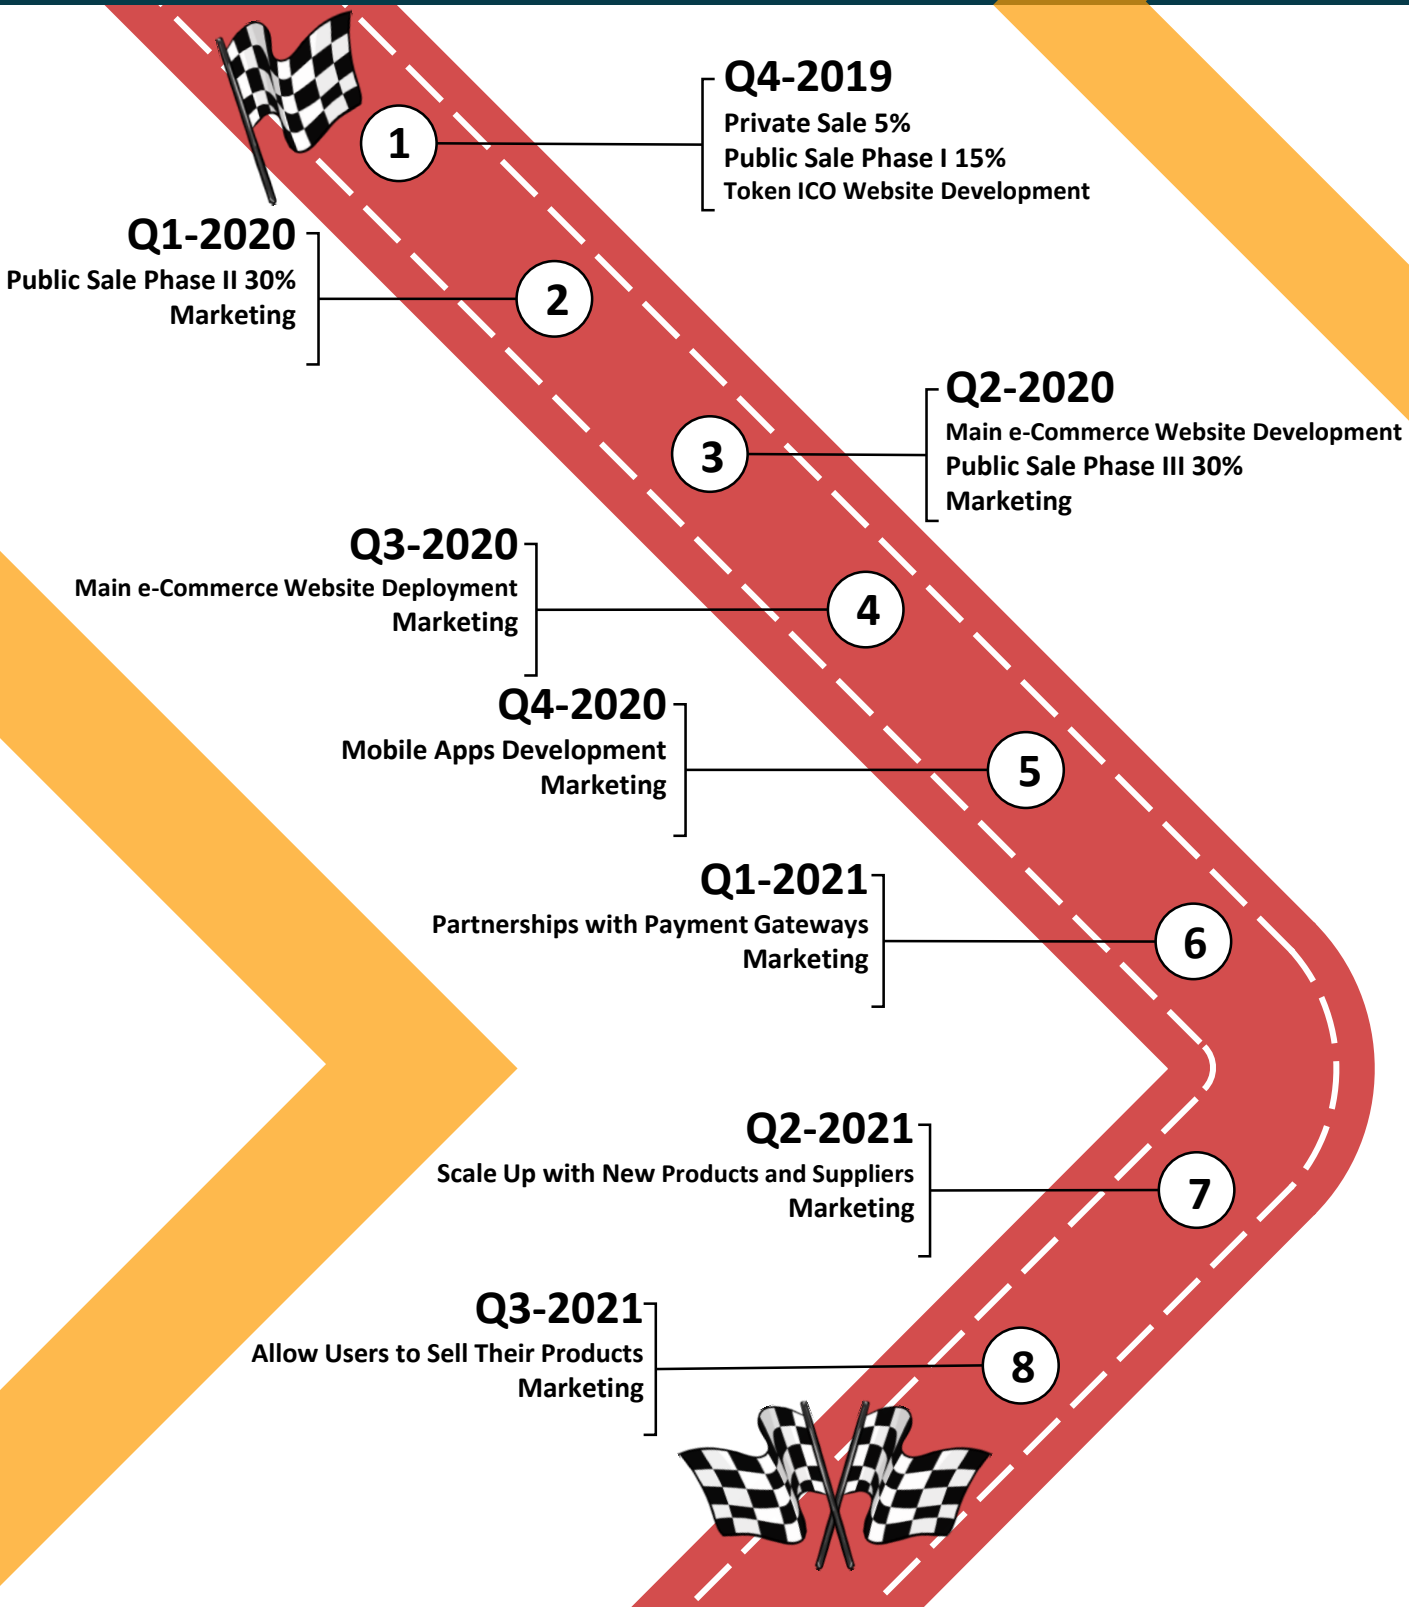 Q4-2019
Private Sale 5%
Public Sale Phase I 15%
Token ICO Website Development
1
Q1-2020
Public Sale Phase II 30%
Marketing
2
Q2-2020
Main e-Commerce Website Development
Public Sale Phase III 30%
Marketing
3
Q3-2020
Main e-Commerce Website Deployment
Marketing
4
Q4-2020
Mobile Apps Development
Marketing
5
Q1-2021
Partnerships with Payment Gateways
Marketing
6
Q2-2021
Scale Up with New Products and Suppliers
Marketing
7
Q3-2021
Allow Users to Sell Their Products
Marketing
8